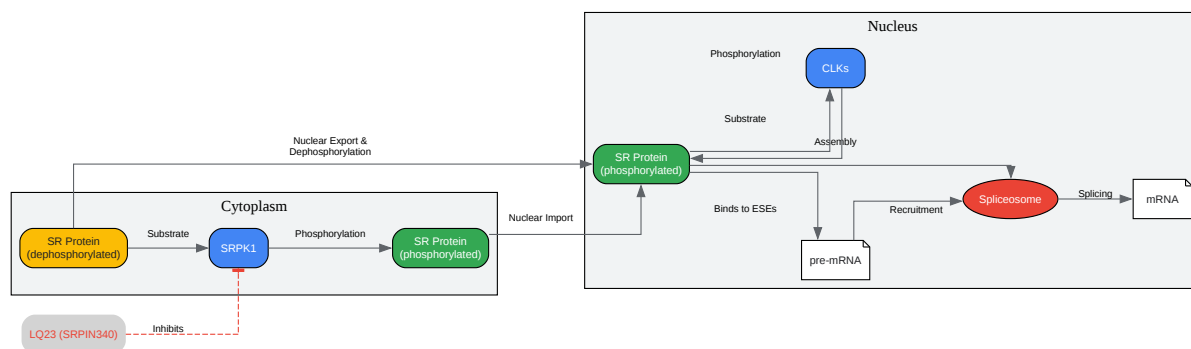 Nucleus
Phosphorylation
CLKs
Substrate
Nuclear Export &
Dephosphorylation
Assembly
SR Protein
(phosphorylated)
Cytoplasm
Nuclear Import
Binds to ESEs
Recruitment
Spliceosome
Splicing
mRNA
SR Protein
(dephosphorylated)
Substrate
SRPK1
Phosphorylation
SR Protein
(phosphorylated)
pre-mRNA
LQ23 (SRPIN340)
Inhibits